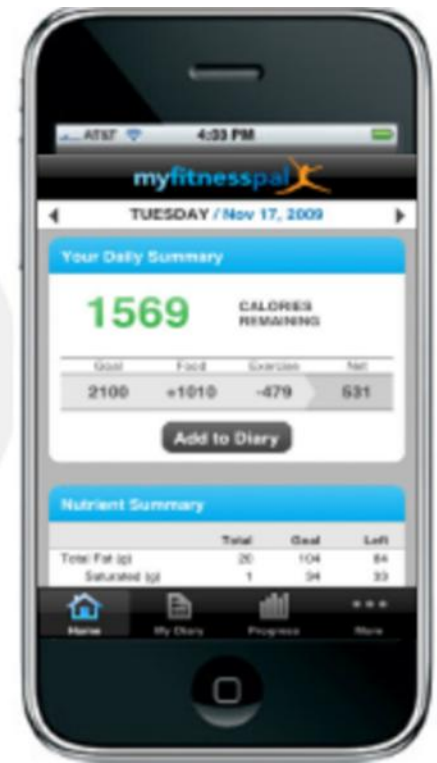 AT&T 4:03 PM
myfitnesspal
TUESDAY / Nov 17, 2009
Your Daily Summary
1569 CALORIES REMAINING
Goal Food Exercise Net
2100 +1010 -479 531
Add to Diary
Nutrient Summary
Total Goal Left
Total Fat (g) 20 104 84
Saturated (g) 1 34 33
Home My Diary Progress More